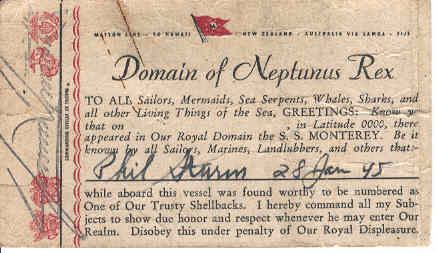 MATSON LINE — TO HAWAII NEW ZEALAND — AUSTRALIA VIA SAMOA — FIJI
Domain of Neptunus Rex
TO ALL Sailors, Mermaids, Sea Serpents, Whales, Sharks, and
all other Living Things of the Sea, GREETINGS: Know ye
that on , in Latitude 0000, there
appeared in Our Royal Domain the S. S. MONTEREY. Be it
known by all Sailors, Marines, Landlubbers, and others that:-
Phil 28 Jan 45
while aboard this vessel was found worthy to be numbered as
One of Our Trusty Shellbacks. I hereby command all My Sub-
jects to show due honor and respect whenever he may enter Our
Realm. Disobey this under penalty of Our Royal Displeasure.